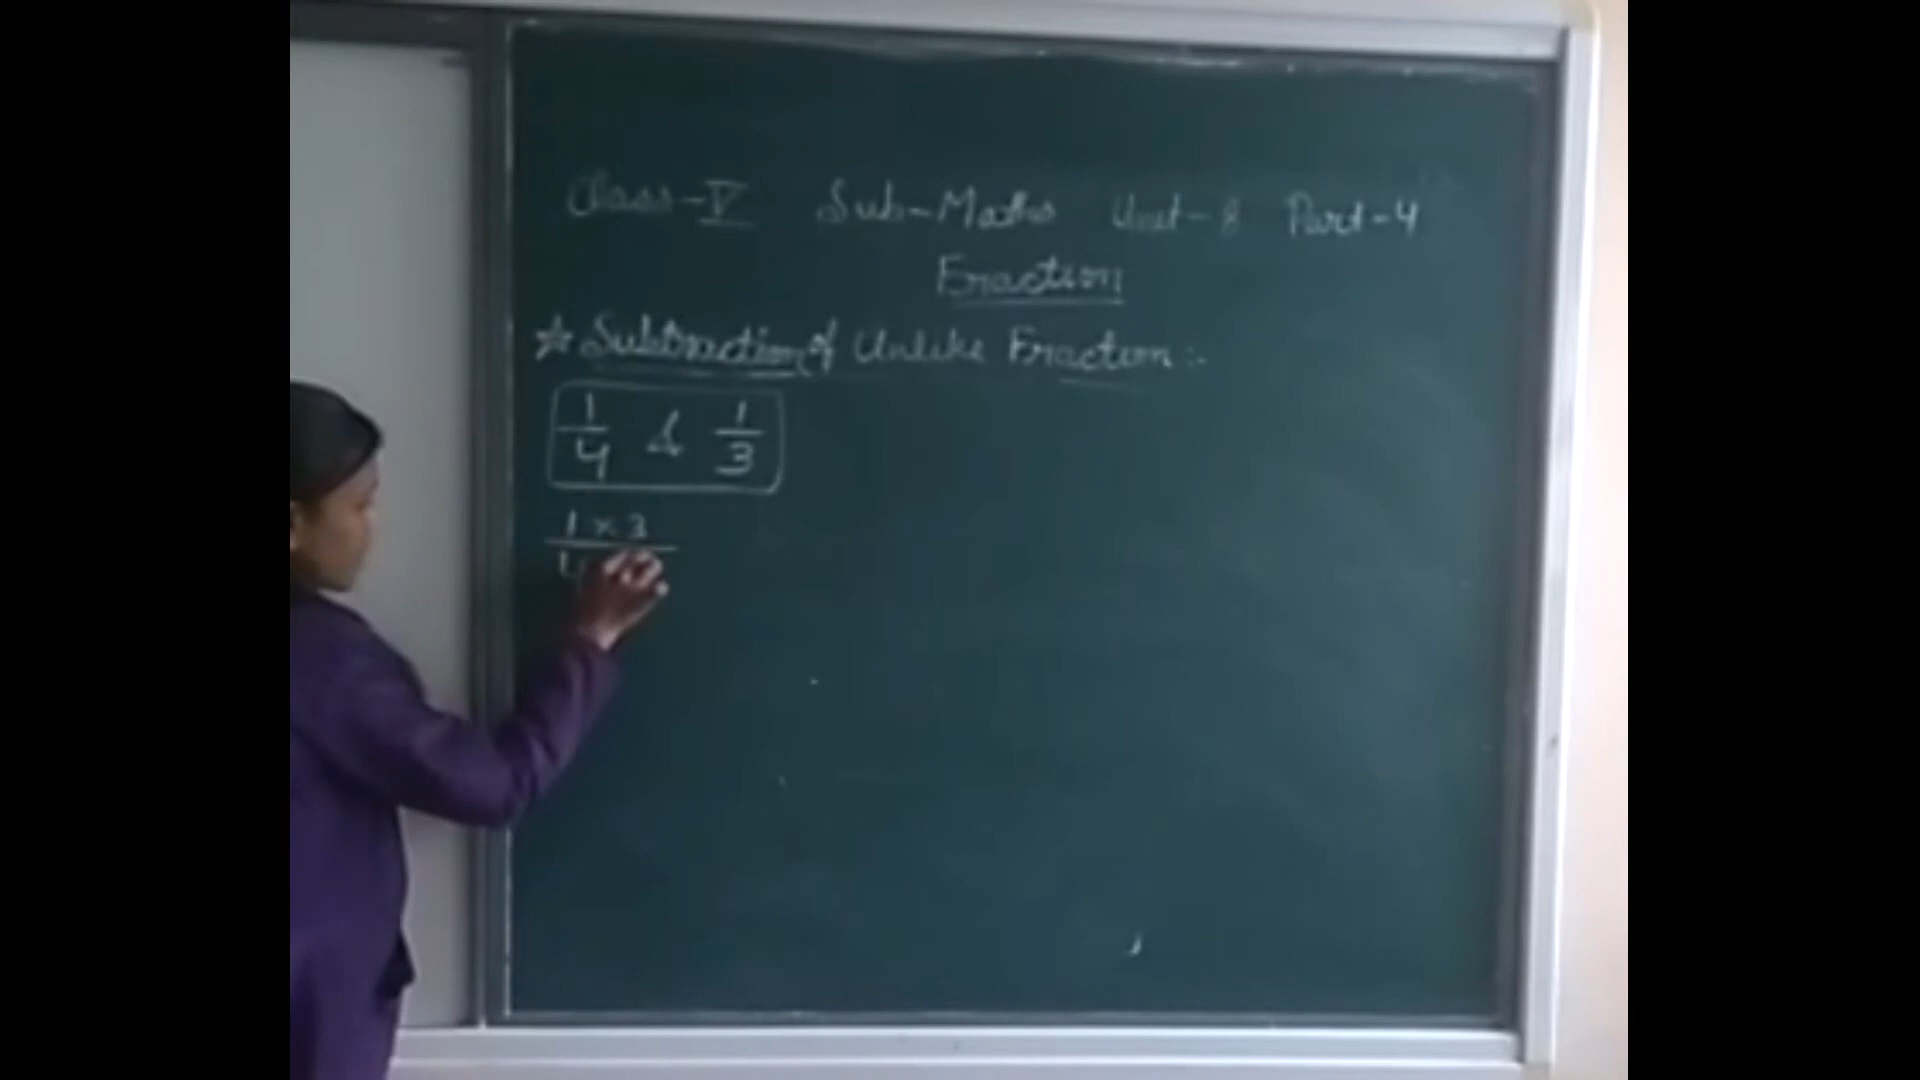 Class-V Sub-Maths Unit-8 Part-4
Fraction
☆ Subtraction of Unlike Fraction :-
1/4 & 1/3
1 × 3
4